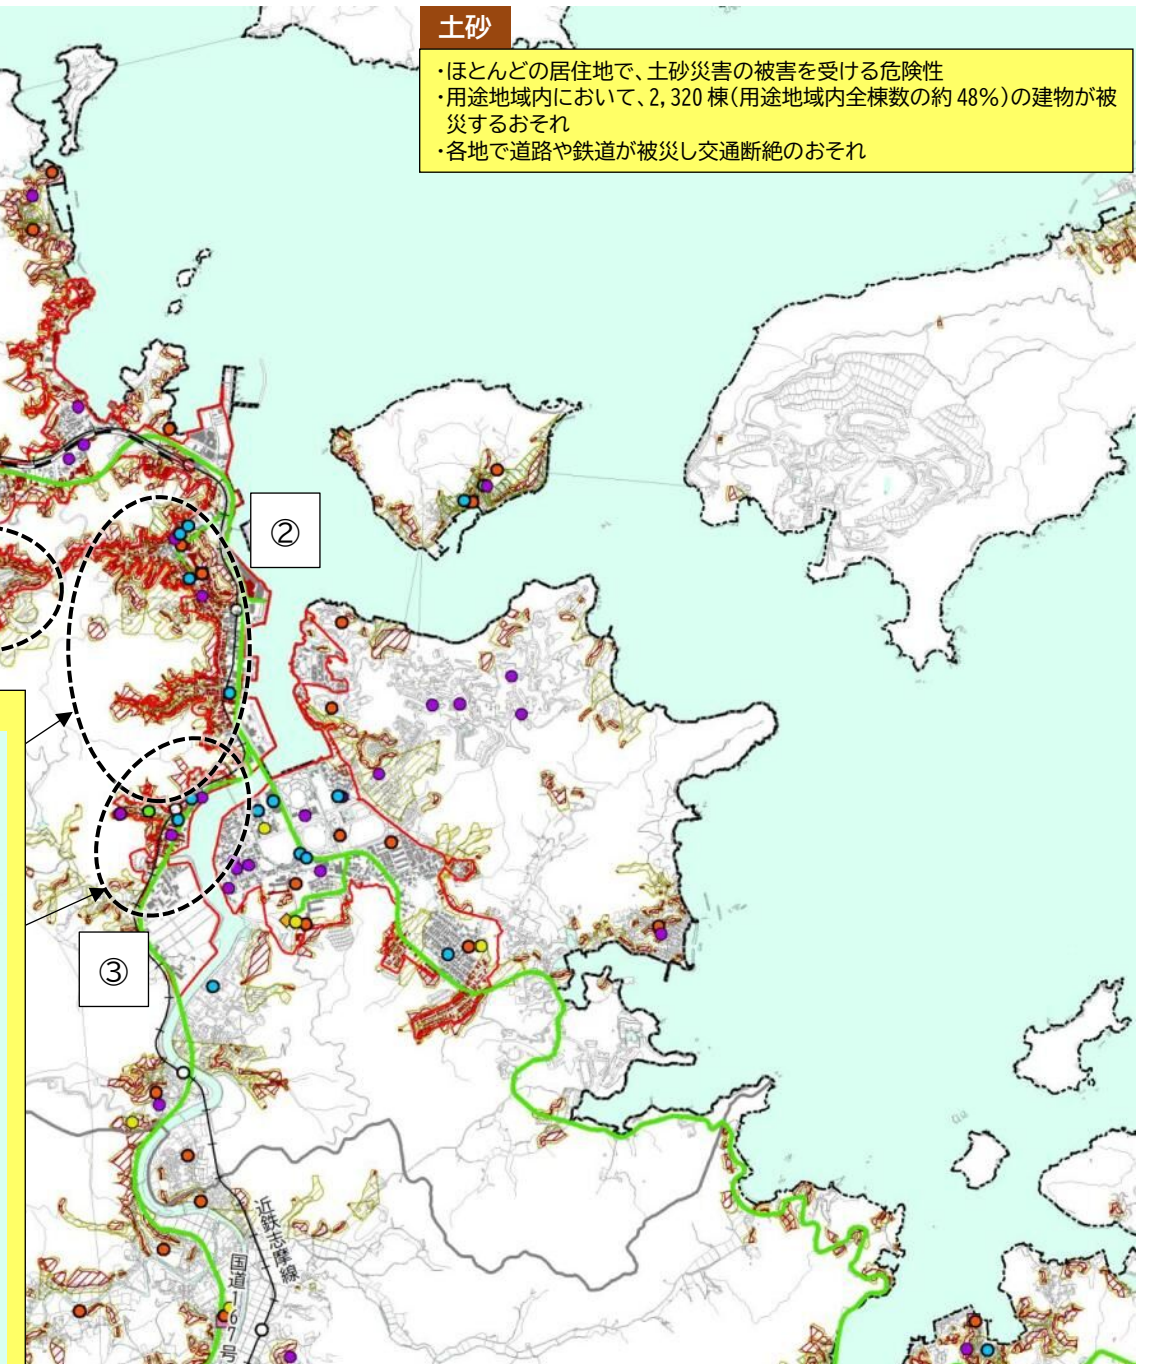 土砂
・ほとんどの居住地で、土砂災害の被害を受ける危険性
・用途地域内において、2,320棟（用途地域内全棟数の約48%）の建物が被
災するおそれ
・各地で道路や鉄道が被災し交通断絶のおそれ
②
③
近鉄志摩線
国道167号